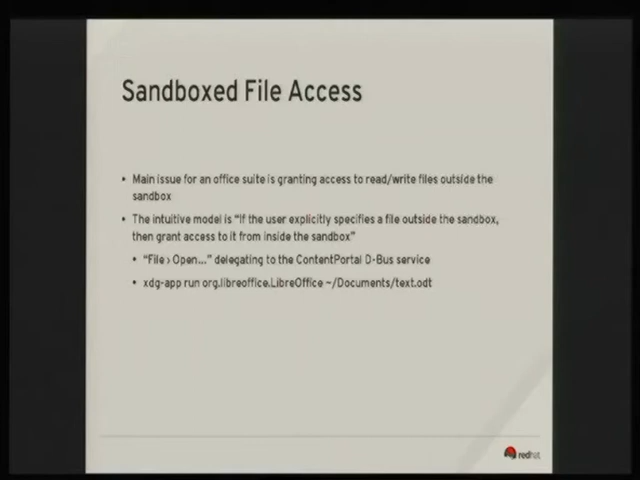 Sandboxed File Access
• Main issue for an office suite is granting access to read/write files outside the
sandbox
• The intuitive model is "If the user explicitly specifies a file outside the sandbox,
then grant access to it from inside the sandbox"
• "File › Open..." delegating to the ContentPortal D-Bus service
• xdg-app run org.libreoffice.LibreOffice ~/Documents/text.odt
redhat